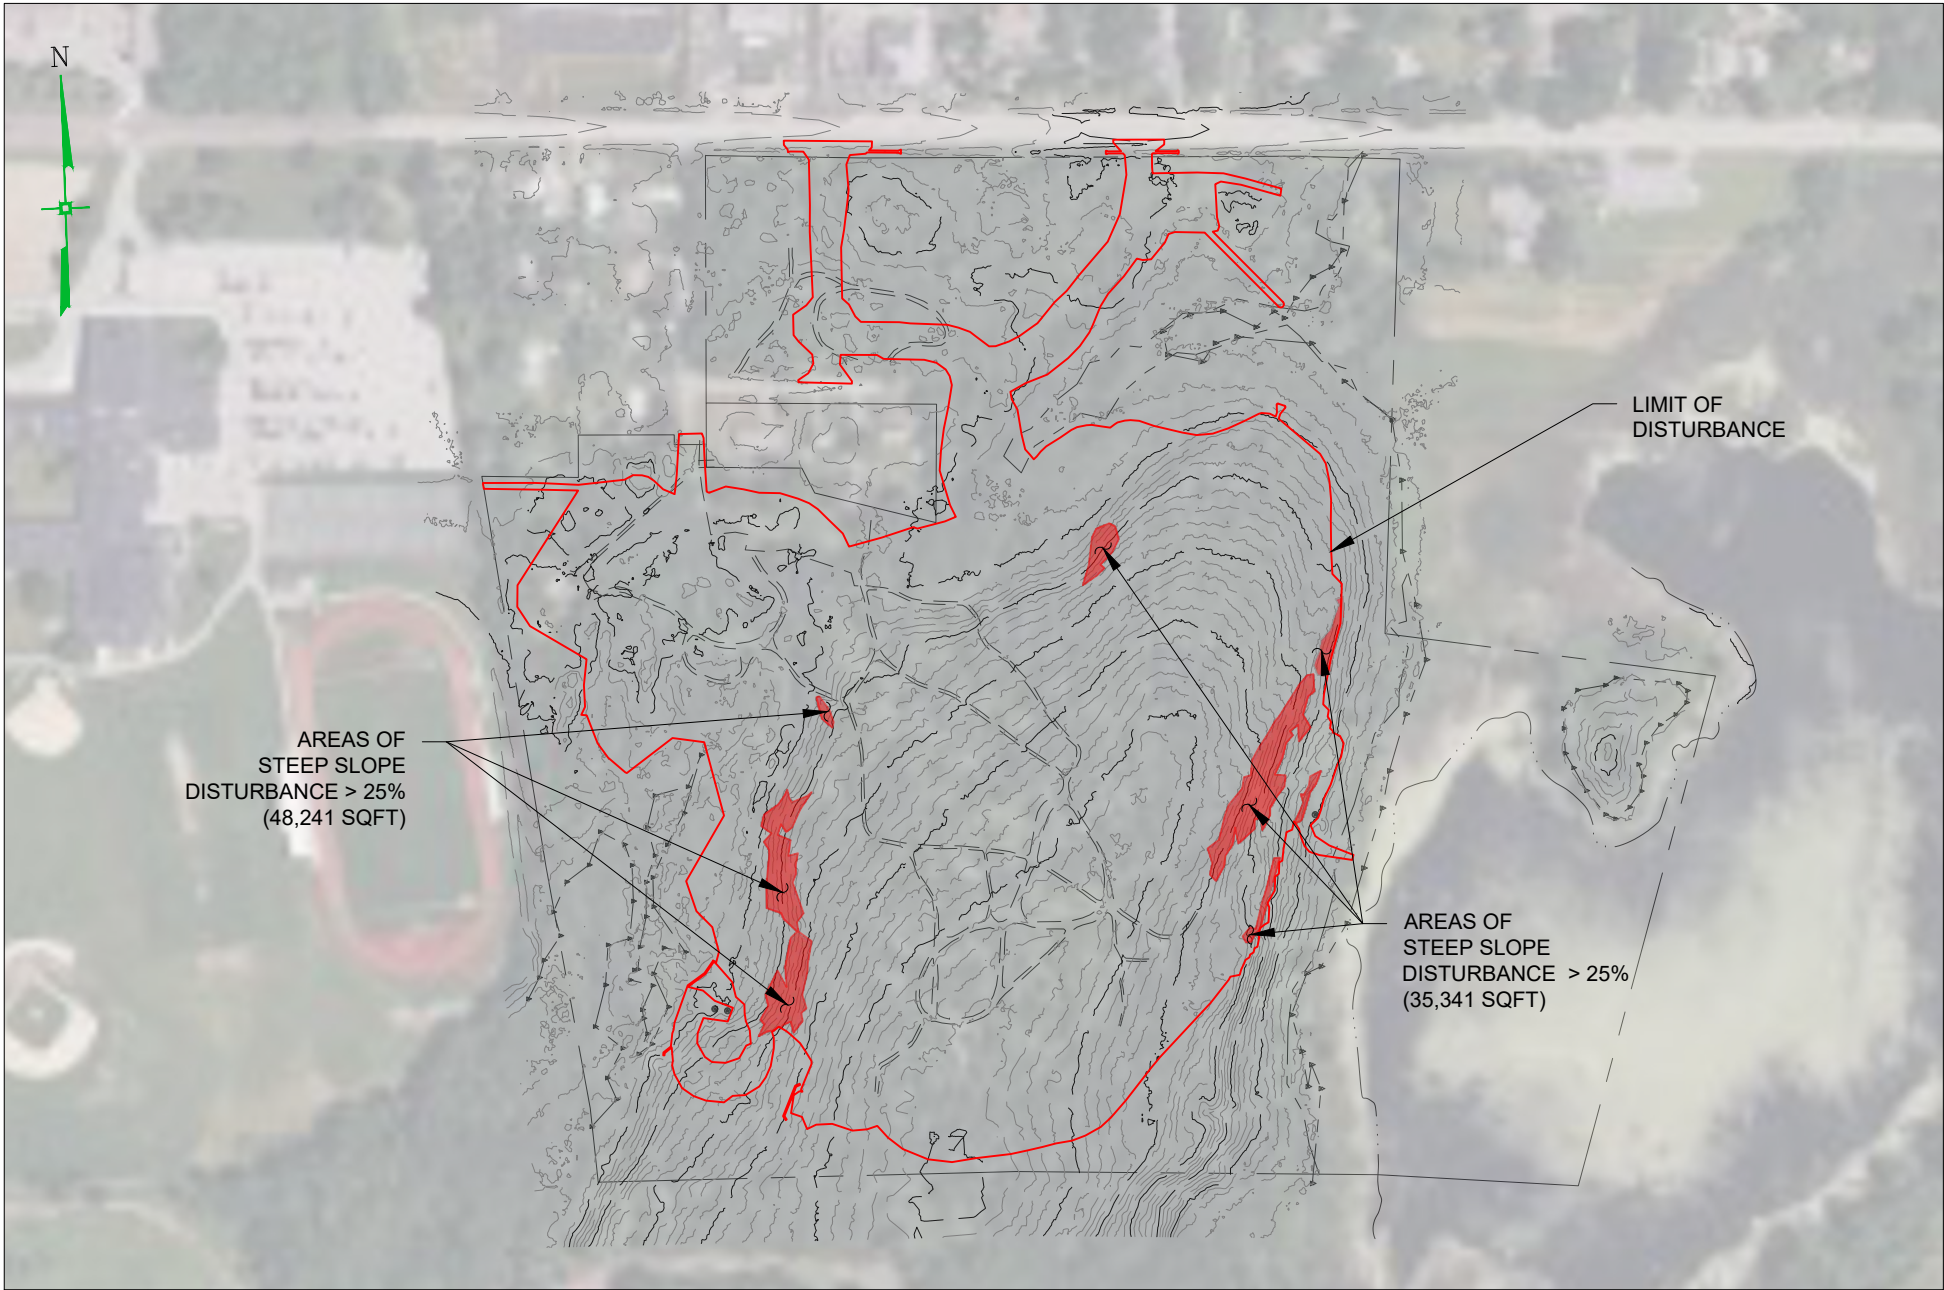 N
LIMIT OF
DISTURBANCE
AREAS OF
STEEP SLOPE
DISTURBANCE > 25%
(48,241 SQFT)
AREAS OF
STEEP SLOPE
DISTURBANCE > 25%
(35,341 SQFT)